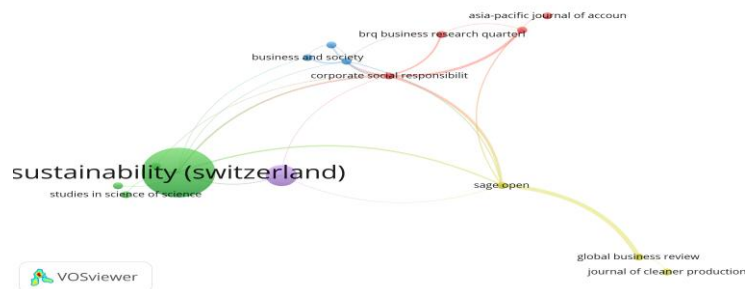 asia-pacific journal of accoun
brq business research quarterl
business and society
corporate social responsibilit
sustainability (switzerland)
studies in science of science
sage open
global business review
journal of cleaner production
VOSviewer